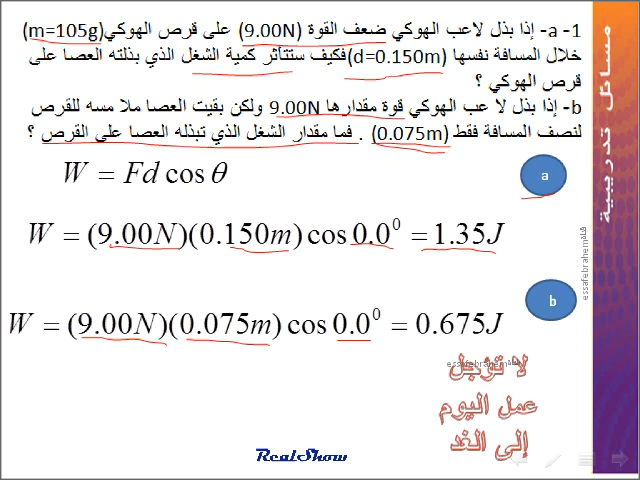 1- a- إذا بذل لاعب الهوكي ضعف القوة (9.00N) على قرص الهوكي(m=105g)
خلال المسافة نفسها (d=0.150m)فكيف ستتأثر كمية الشغل الذي بذلته العصا على
قرص الهوكي ؟
b- إذا بذل لا عب الهوكي قوة مقدارها 9.00N ولكن بقيت العصا ملا مسه للقرص
لنصف المسافة فقط (0.075m) . فما مقدار الشغل الذي تبذله العصا على القرص ؟
مسائل تدريبية
W = Fd cos θ
a
W = (9.00N)(0.150m) cos 0.0⁰ = 1.35J
b
W = (9.00N)(0.075m) cos 0.0⁰ = 0.675J
essafebrahem
لا تؤجل
essafebrahem
عمل اليوم
إلى الغد
RealShow